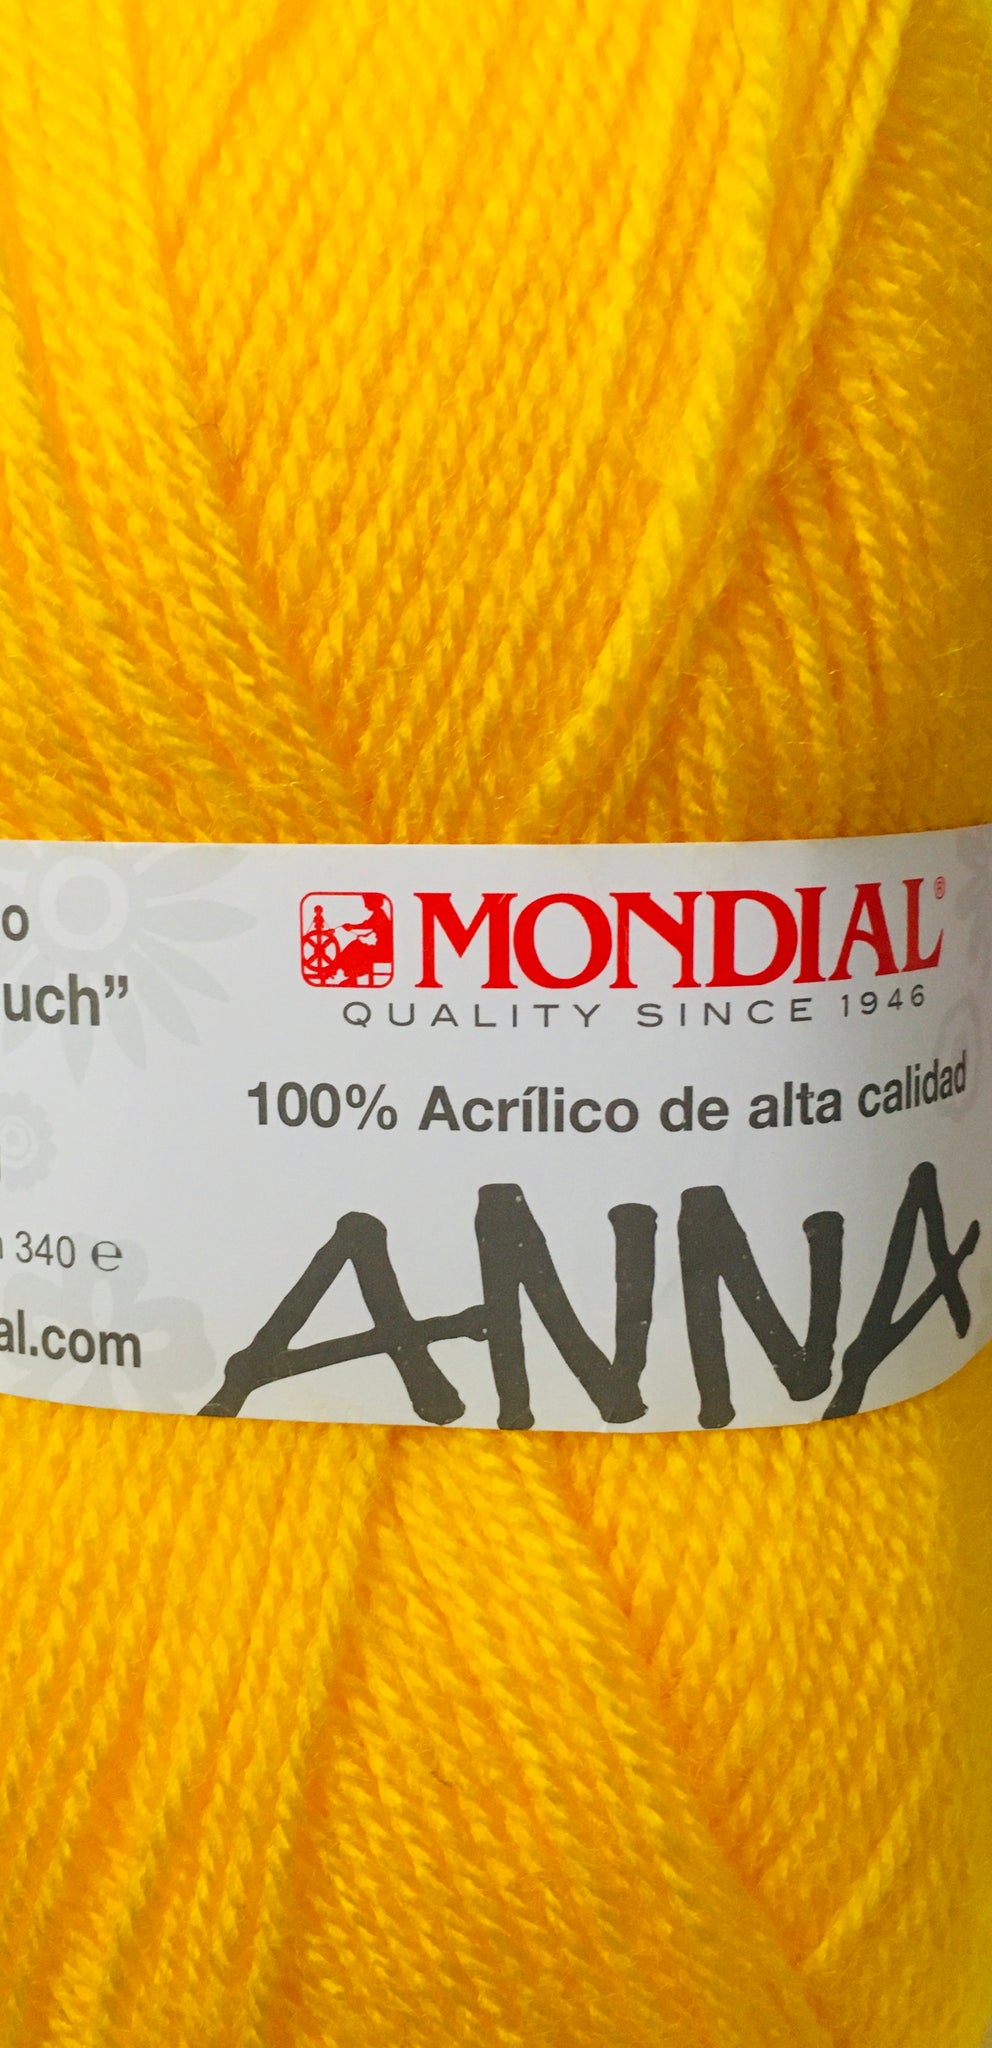 MONDIAL®
QUALITY SINCE 1946
100% Acrílico de alta calidad
ANNA
o
uch”
340 ℮
al.com